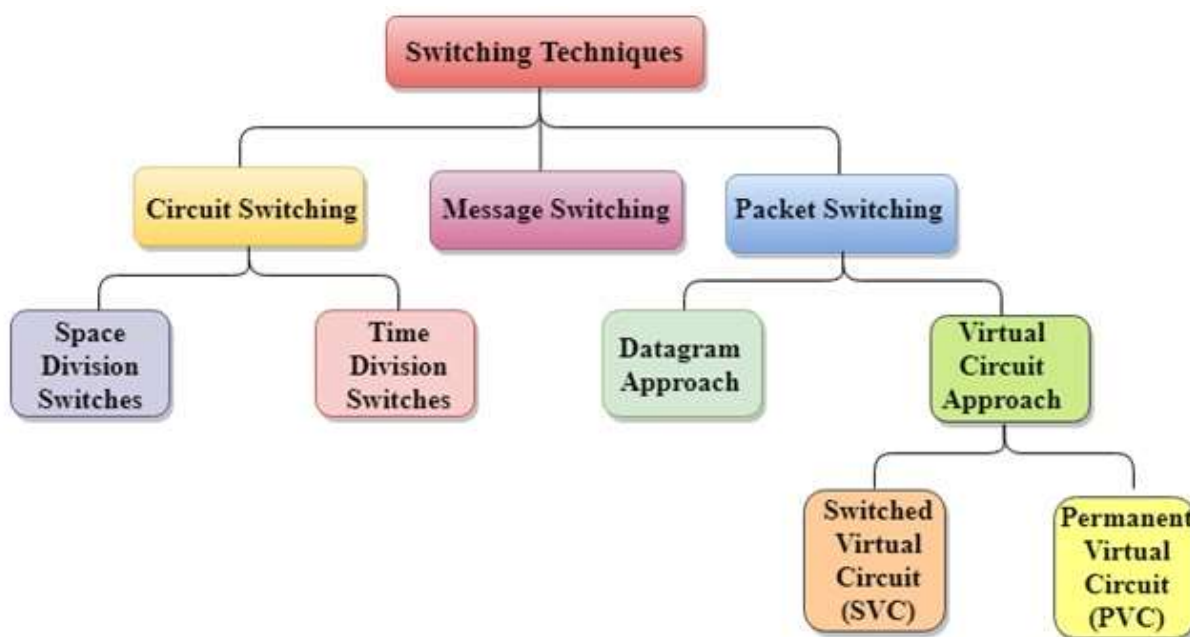 Switching Techniques
Circuit Switching
Message Switching
Packet Switching
Space
Division
Switches
Time
Division
Switches
Datagram
Approach
Virtual
Circuit
Approach
Switched
Virtual
Circuit
(SVC)
Permanent
Virtual
Circuit
(PVC)